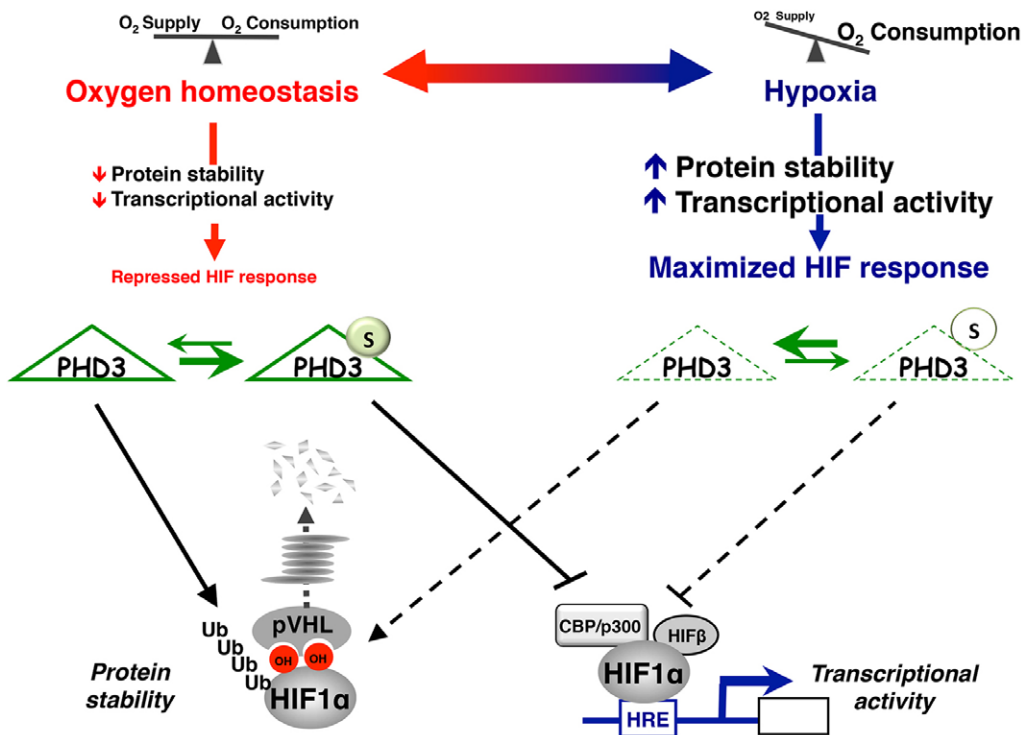 O2 Supply O2 Consumption
O2 Supply
O2 Consumption
Oxygen homeostasis
Hypoxia
Protein stability
Transcriptional activity
Protein stability
Transcriptional activity
Repressed HIF response
Maximized HIF response
PHD3
PHD3
S
PHD3
PHD3
S
Ub
Ub
Ub
Ub
pVHL
OH
OH
HIF1α
Protein
stability
CBP/p300
HIFβ
HIF1α
HRE
Transcriptional
activity